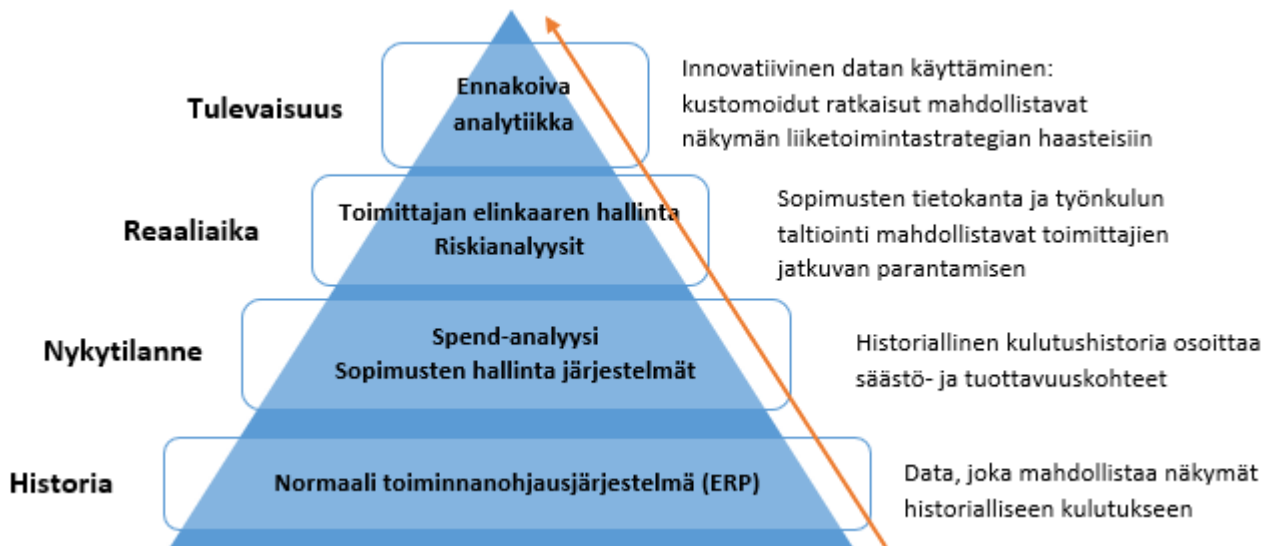 Tulevaisuus
Ennakoiva
analytiikka
Innovatiivinen datan käyttäminen:
kustomoidut ratkaisut mahdollistavat
näkymän liiketoimintastrategian haasteisiin
Reaaliaika
Toimittajan elinkaaren hallinta
Riskianalyysit
Sopimusten tietokanta ja työnkulun
taltiointi mahdollistavat toimittajien
jatkuvan parantamisen
Nykytilanne
Spend-analyysi
Sopimusten hallinta järjestelmät
Historiallinen kulutushistoria osoittaa
säästö- ja tuottavuuskohteet
Historia
Normaali toiminnanohjausjärjestelmä (ERP)
Data, joka mahdollistaa näkymät
historialliseen kulutukseen